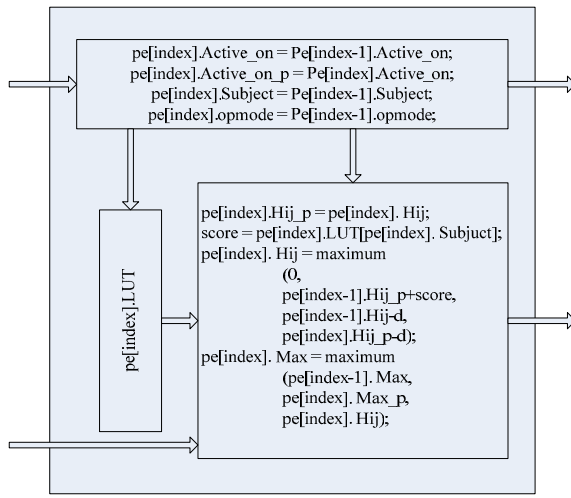 pe[index].Active_on = Pe[index-1].Active_on;
pe[index].Active_on_p = Pe[index].Active_on;
pe[index].Subject = Pe[index-1].Subject;
pe[index].opmode = Pe[index-1].opmode;
pe[index].LUT
pe[index].Hij_p = pe[index]. Hij;
score = pe[index].LUT[pe[index]. Subjuct];
pe[index]. Hij = maximum
(0,
pe[index-1].Hij_p+score,
pe[index-1].Hij-d,
pe[index].Hij_p-d);
pe[index]. Max = maximum
(pe[index-1]. Max,
pe[index]. Max_p,
pe[index]. Hij);